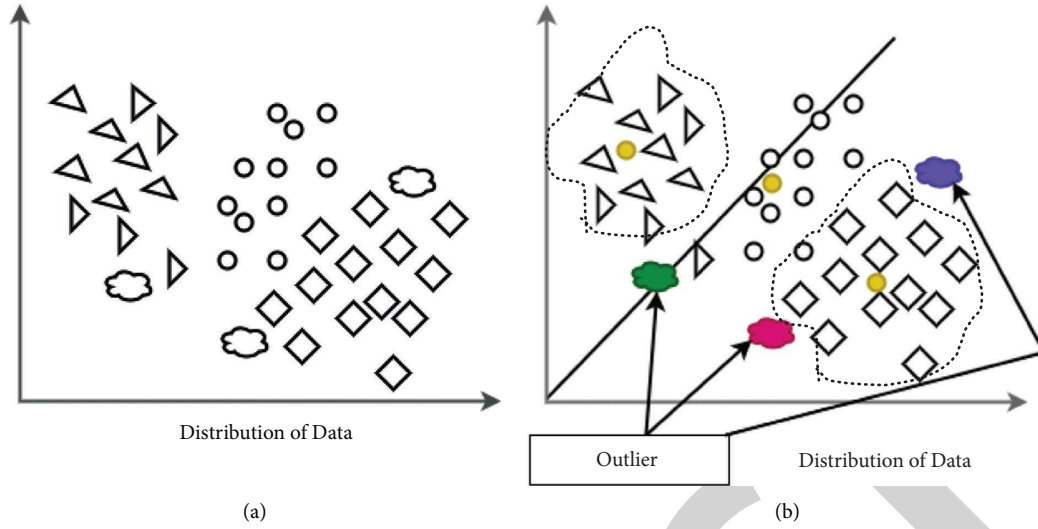 Distribution of Data
(a)
Outlier
Distribution of Data
(b)